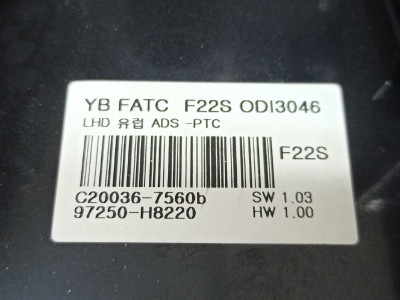 YB FATC F22S ODI3046
LHD 유럽 ADS -PTC
F22S
C20036-7560b SW 1.03
97250-H8220 HW 1.00